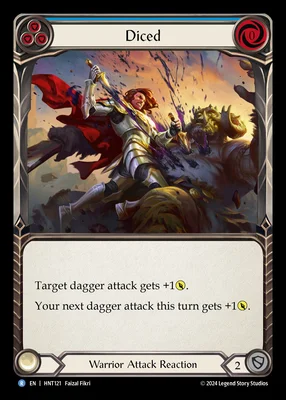 Diced
0
Target dagger attack gets +1.
Your next dagger attack this turn gets +1.
Warrior Attack Reaction
2
R EN | HNT121 Faizal Fikri
© 2024 Legend Story Studios